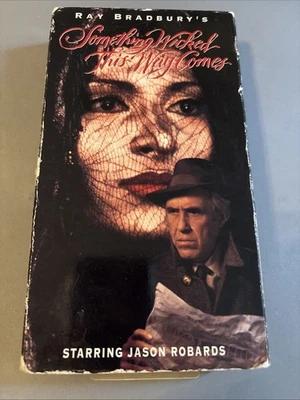 RAY BRADBURY'S
Something Wicked
This Way Comes
STARRING JASON ROBARDS